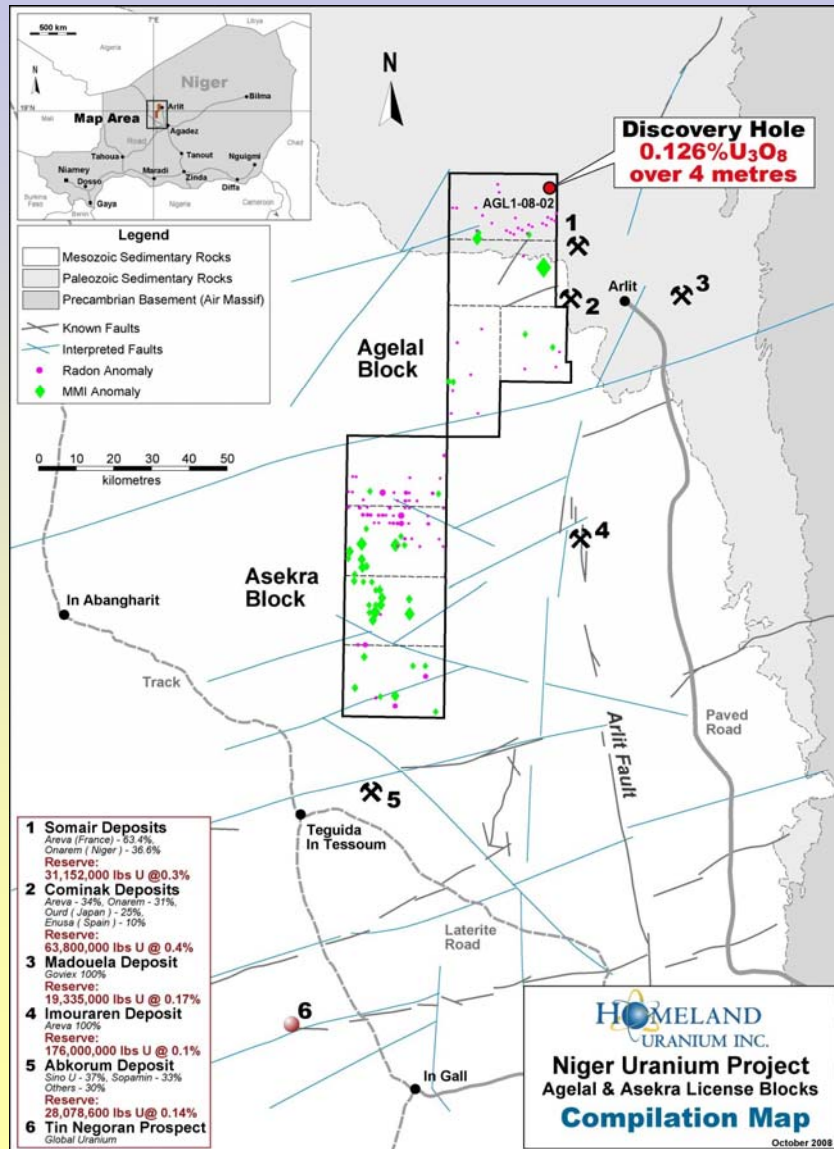 500 km
7°E
Libya
Algeria
N
Niger
Bilma
Arlit
19°N
Mali
Map Area
Agadez
Road
Chad
Tahoua
Tanout
Nguigmi
Niamey
Maradi
Zinda
Dosso
Diffa
Burkina
Faso
Benin
Gaya
Nigeria
Cameroon
Legend
Mesozoic Sedimentary Rocks
Paleozoic Sedimentary Rocks
Precambrian Basement (Air Massif)
Known Faults
Interpreted Faults
Radon Anomaly
MMI Anomaly
0 10 20 30 40 50
kilometres
N
Discovery Hole
0.126%U₃O₈
over 4 metres
AGL1-08-02
1
2
Arlit
3
Agelal
Block
4
Asekra
Block
In Abangharit
Track
Paved
Road
Arlit Fault
5
Teguida
In Tessoum
Laterite
Road
6
In Gall
1 Somair Deposits
Areva (France) - 63.4%,
Onarem ( Niger ) - 36.6%
Reserve:
31,152,000 lbs U @0.3%
2 Cominak Deposits
Areva - 34%, Onarem - 31%,
Ourd ( Japan ) - 25%,
Enusa ( Spain ) - 10%
Reserve:
63,800,000 lbs U @ 0.4%
3 Madouela Deposit
Goviex 100%
Reserve:
19,335,000 lbs U @ 0.17%
4 Imouraren Deposit
Areva 100%
Reserve:
176,000,000 lbs U @ 0.1%
5 Abkorum Deposit
Sino U - 37%, Sopamin - 33%
Others - 30%
Reserve:
28,078,600 lbs U@ 0.14%
6 Tin Negoran Prospect
Global Uranium
HOMELAND
URANIUM INC.
Niger Uranium Project
Agelal & Asekra License Blocks
Compilation Map
October 2008